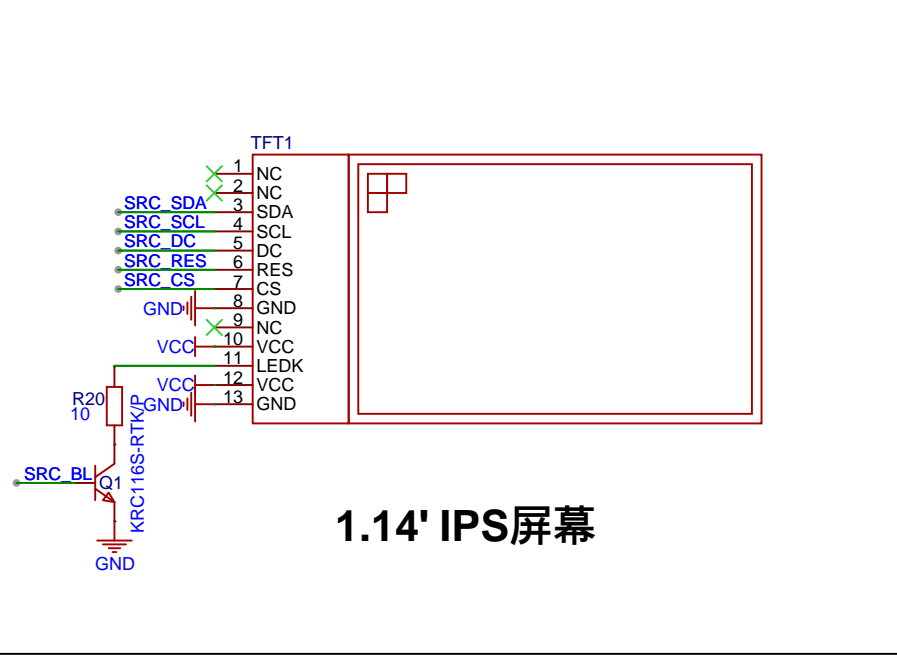 TFT1
1 NC
2 NC
SRC_SDA 3 SDA
SRC_SCL 4 SCL
SRC_DC 5 DC
SRC_RES 6 RES
SRC_CS 7 CS
GND 8 GND
9 NC
VCC 10 VCC
11 LEDK
VCC 12 VCC
GND 13 GND
R20
10
KRC116S-RTK/P
SRC_BL
Q1
GND
1.14' IPS屏幕